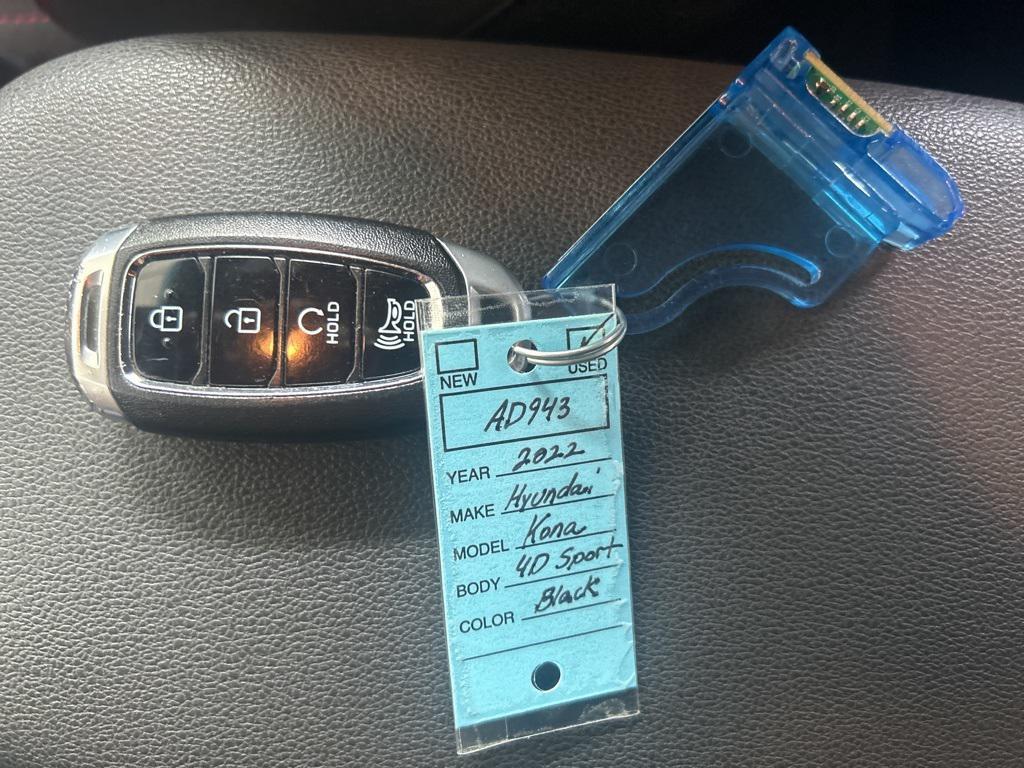 HOLD
HOLD
NEW USED
AD943
YEAR 2022
MAKE Hyundai
MODEL Kona
BODY 4D Sport
COLOR Black